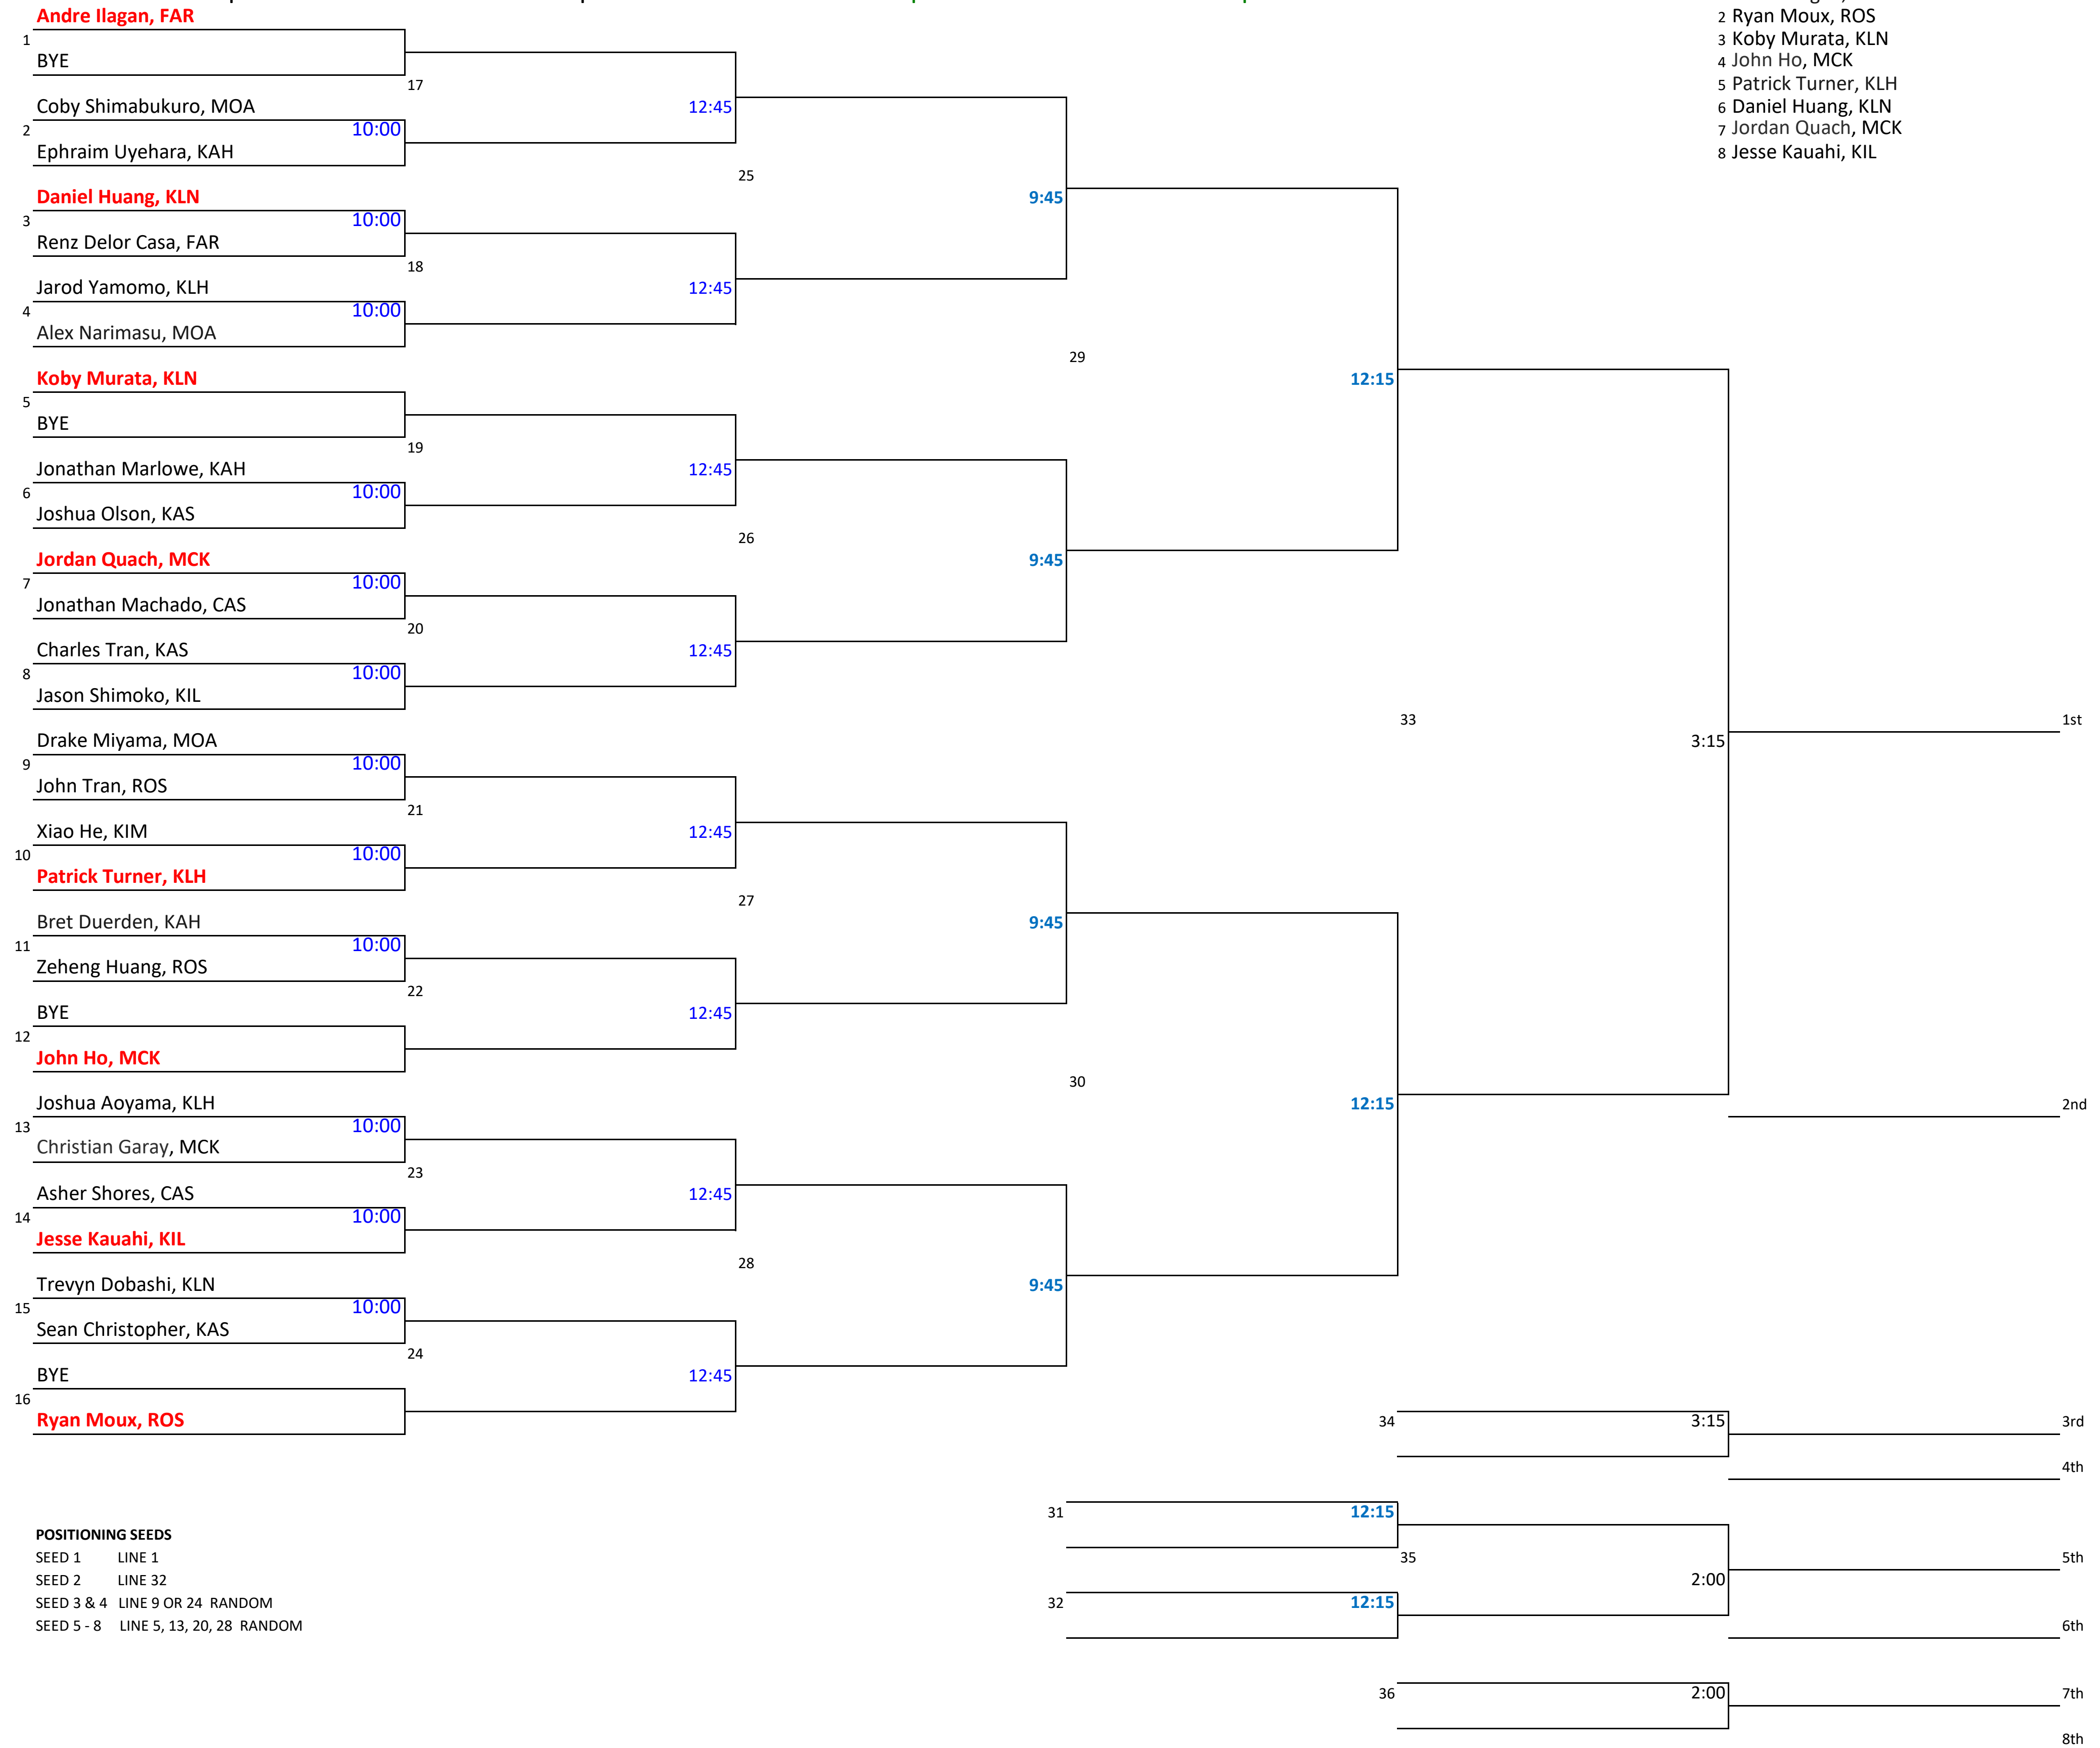 Andre Ilagan, FAR
1
BYE
17
Coby Shimabukuro, MOA
12:45
2
10:00
Ephraim Uyehara, KAH
25
Daniel Huang, KLN
9:45
3
10:00
Renz Delor Casa, FAR
18
Jarod Yamomo, KLH
12:45
4
10:00
Alex Narimasu, MOA
29
Koby Murata, KLN
12:15
5
BYE
19
Jonathan Marlowe, KAH
12:45
6
10:00
Joshua Olson, KAS
26
Jordan Quach, MCK
9:45
7
10:00
Jonathan Machado, CAS
20
Charles Tran, KAS
12:45
8
10:00
Jason Shimoko, KIL
33
1st
Drake Miyama, MOA
3:15
9
10:00
John Tran, ROS
21
Xiao He, KIM
12:45
10
10:00
Patrick Turner, KLH
27
Bret Duerden, KAH
9:45
11
10:00
Zeheng Huang, ROS
22
BYE
12:45
12
John Ho, MCK
30
Joshua Aoyama, KLH
12:15
2nd
13
10:00
Christian Garay, MCK
23
Asher Shores, CAS
12:45
14
10:00
Jesse Kauahi, KIL
28
Trevyn Dobashi, KLN
9:45
15
10:00
Sean Christopher, KAS
24
BYE
12:45
16
Ryan Moux, ROS
34
3:15
3rd
4th
31
12:15
35
5th
2:00
32
12:15
6th
36
2:00
7th
8th
2 Ryan Moux, ROS
3 Koby Murata, KLN
4 John Ho, MCK
5 Patrick Turner, KLH
6 Daniel Huang, KLN
7 Jordan Quach, MCK
8 Jesse Kauahi, KIL
POSITIONING SEEDS
SEED 1 LINE 1
SEED 2 LINE 32
SEED 3 & 4 LINE 9 OR 24 RANDOM
SEED 5 - 8 LINE 5, 13, 20, 28 RANDOM